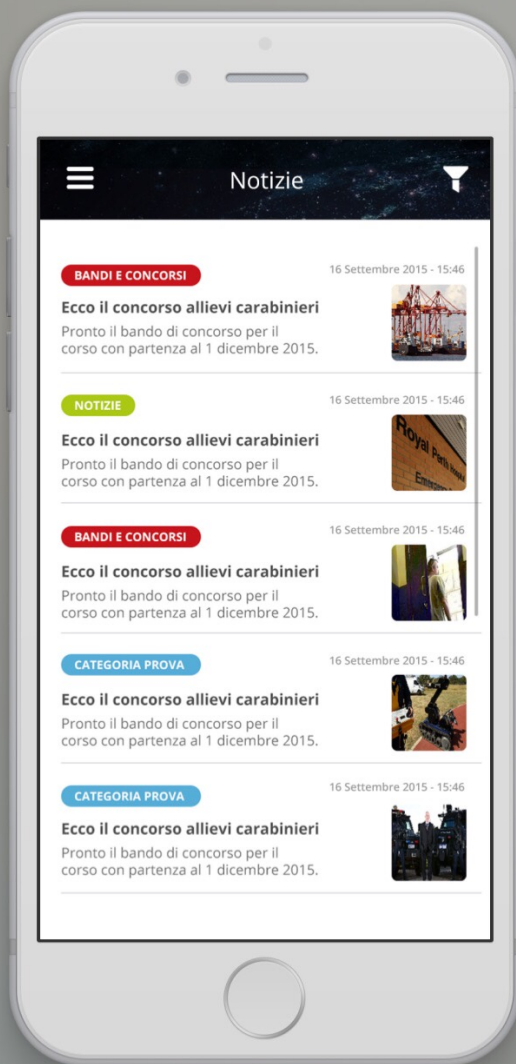 Notizie
BANDI E CONCORSI
16 Settembre 2015 - 15:46
Ecco il concorso allievi carabinieri
Pronto il bando di concorso per il
corso con partenza al 1 dicembre 2015.
NOTIZIE
16 Settembre 2015 - 15:46
Ecco il concorso allievi carabinieri
Pronto il bando di concorso per il
corso con partenza al 1 dicembre 2015.
Royal Perth Hospital
Emergency
BANDI E CONCORSI
16 Settembre 2015 - 15:46
Ecco il concorso allievi carabinieri
Pronto il bando di concorso per il
corso con partenza al 1 dicembre 2015.
CATEGORIA PROVA
16 Settembre 2015 - 15:46
Ecco il concorso allievi carabinieri
Pronto il bando di concorso per il
corso con partenza al 1 dicembre 2015.
CATEGORIA PROVA
16 Settembre 2015 - 15:46
Ecco il concorso allievi carabinieri
Pronto il bando di concorso per il
corso con partenza al 1 dicembre 2015.